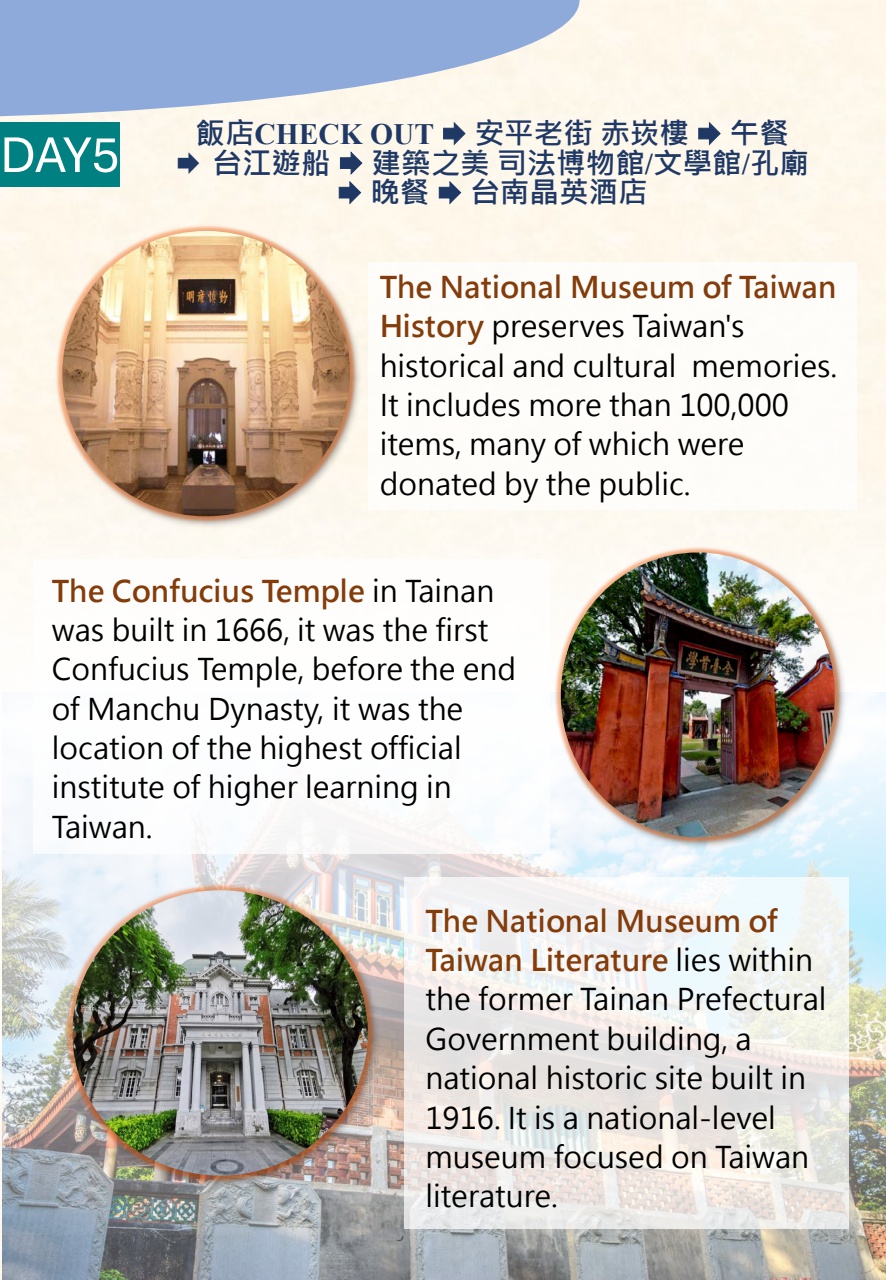 DAY5
飯店CHECK OUT ➡ 安平老街 赤崁樓 ➡ 午餐
➡ 台江遊船 ➡ 建築之美 司法博物館/文學館/孔廟
➡ 晚餐 ➡ 台南晶英酒店
The National Museum of Taiwan
History preserves Taiwan's
historical and cultural memories.
It includes more than 100,000
items, many of which were
donated by the public.
The Confucius Temple in Tainan
was built in 1666, it was the first
Confucius Temple, before the end
of Manchu Dynasty, it was the
location of the highest official
institute of higher learning in
Taiwan.
全臺首學
The National Museum of
Taiwan Literature lies within
the former Tainan Prefectural
Government building, a
national historic site built in
1916. It is a national-level
museum focused on Taiwan
literature.